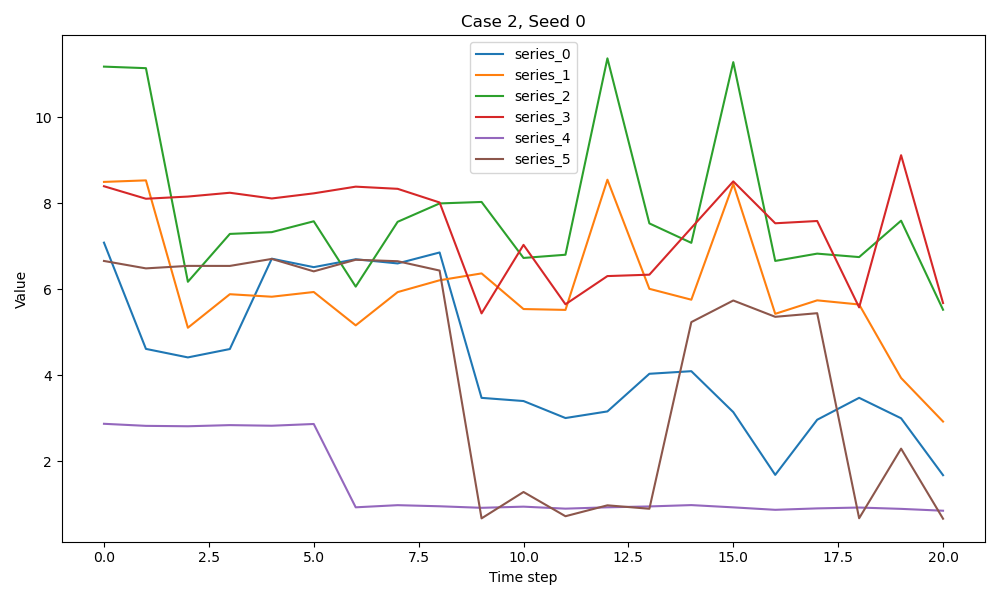 Case 2, Seed 0
series_0
series_1
series_2
series_3
series_4
series_5
Value
10
8
6
4
2
0.0 2.5 5.0 7.5 10.0 12.5 15.0 17.5 20.0
Time step